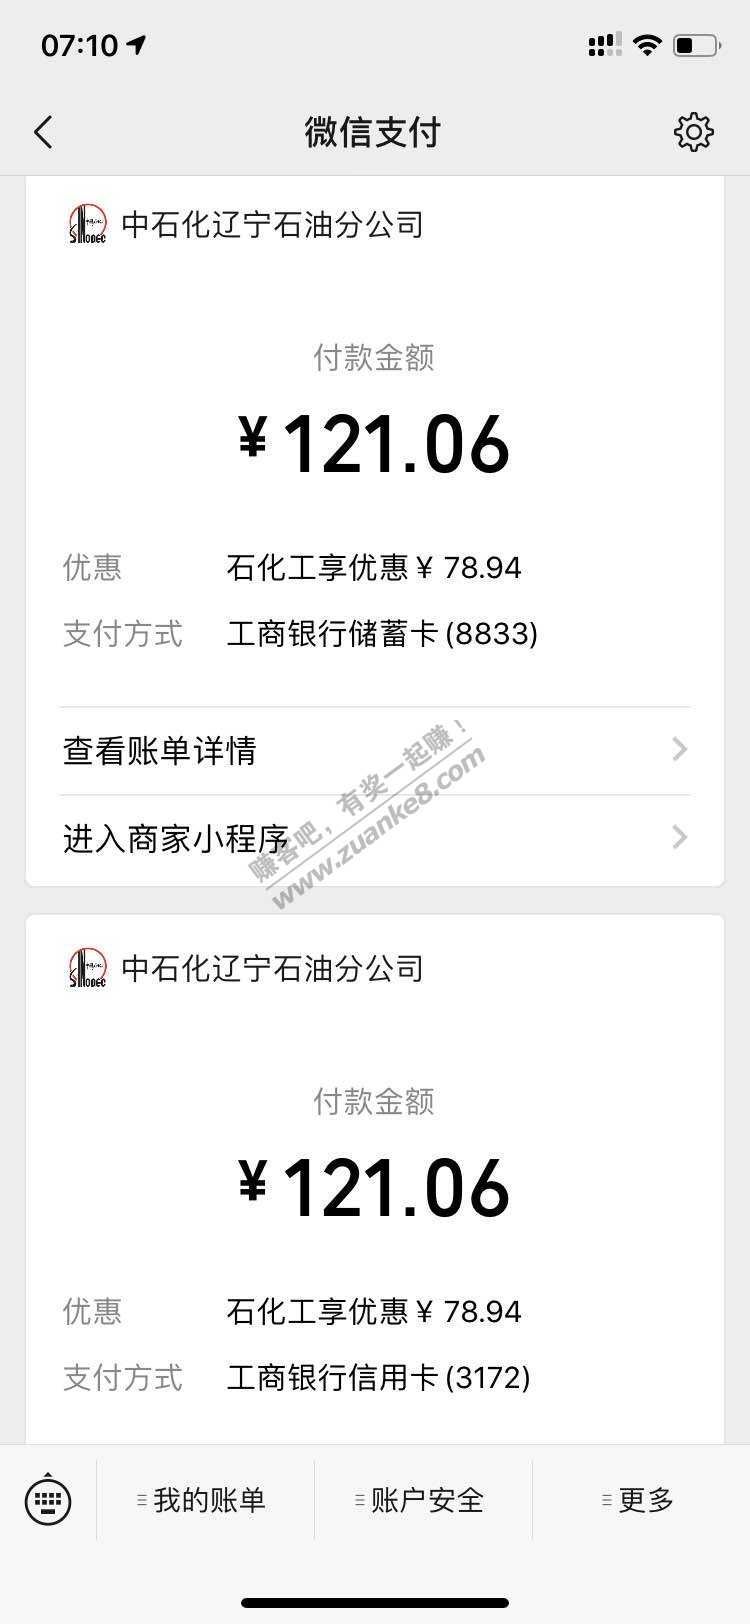 07:10
微信支付
中石化辽宁石油分公司
付款金额
¥121.06
优惠 石化工享优惠¥ 78.94
支付方式 工商银行储蓄卡(8833)
查看账单详情
进入商家小程序
赚客吧，有奖一起赚！
www.zuanke8.com
SINOPEC 中石化辽宁石油分公司
付款金额
¥121.06
优惠 石化工享优惠¥ 78.94
支付方式 工商银行信用卡(3172)
我的账单 账户安全 更多